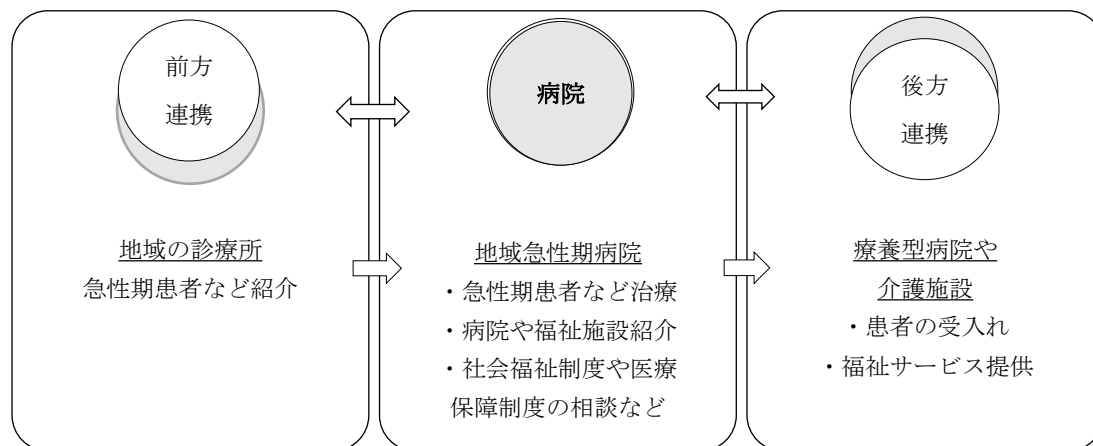 前方
連携
地域の診療所
急性期患者など紹介
病院
地域急性期病院
・急性期患者など治療
・病院や福祉施設紹介
・社会福祉制度や医療
保障制度の相談など
後方
連携
療養型病院や
介護施設
・患者の受入れ
・福祉サービス提供